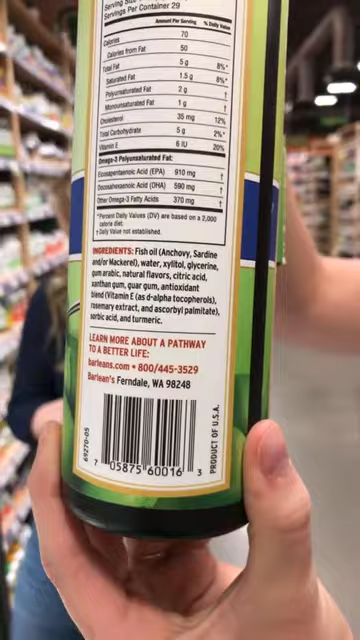 Serving Size
Servings Per Container 29
Amount Per Serving % Daily Value
Calories 70
Calories from Fat 50
Total Fat 5 g 8%*
Saturated Fat 1.5 g 8%*
Polyunsaturated Fat 2 g †
Monounsaturated Fat 1 g †
Cholesterol 35 mg 12%
Total Carbohydrate 5 g 2%*
Vitamin E 6 IU 20%
Omega-3 Polyunsaturated Fat:
Eicosapentaenoic Acid (EPA) 910 mg †
Docosahexaenoic Acid (DHA) 590 mg †
Other Omega-3 Fatty Acids 370 mg †
*Percent Daily Values (DV) are based on a 2,000
calorie diet.
† Daily Value not established.
INGREDIENTS: Fish oil (Anchovy, Sardine
and/or Mackerel), water, xylitol, glycerine,
gum arabic, natural flavors, citric acid,
xanthan gum, guar gum, antioxidant
blend (Vitamin E (as d-alpha tocopherols),
rosemary extract, and ascorbyl palmitate),
sorbic acid, and turmeric.
LEARN MORE ABOUT A PATHWAY
TO A BETTER LIFE:
barleans.com • 800/445-3529
Barlean's Ferndale, WA 98248
69270-05
7 05875 60016 3
PRODUCT OF U.S.A.